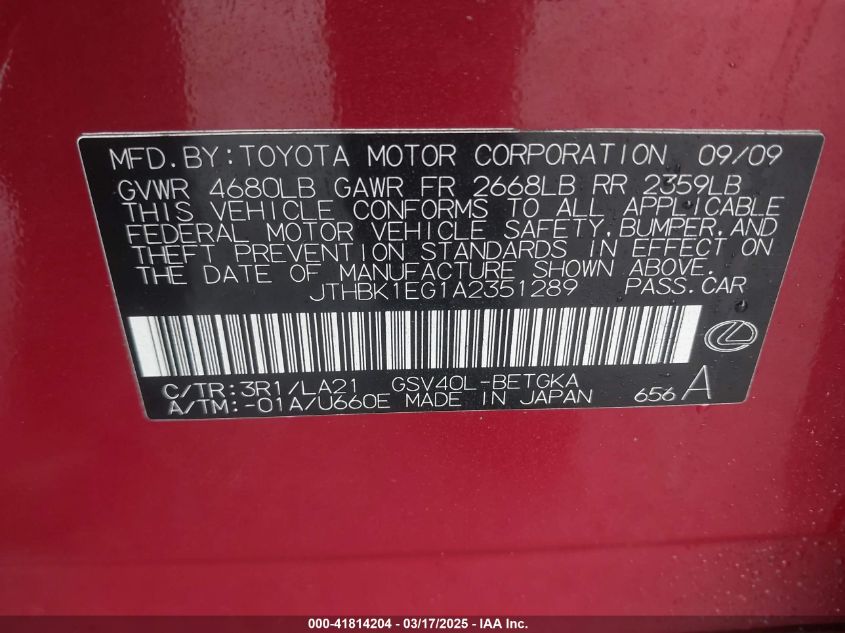 MFD. BY: TOYOTA MOTOR CORPORATION 09/09
GVWR 4680LB GAWR FR 2668LB RR 2359LB
THIS VEHICLE CONFORMS TO ALL APPLICABLE
FEDERAL MOTOR VEHICLE SAFETY, BUMPER, AND
THEFT PREVENTION STANDARDS IN EFFECT ON
THE DATE OF MANUFACTURE SHOWN ABOVE.
JTHBK1EG1A2351289 PASS. CAR
C/TR: 3R1/LA21 GSV40L-BETGKA
A/TM: -01A/U660E MADE IN JAPAN 656 A
000-41814204 - 03/17/2025 - IAA Inc.